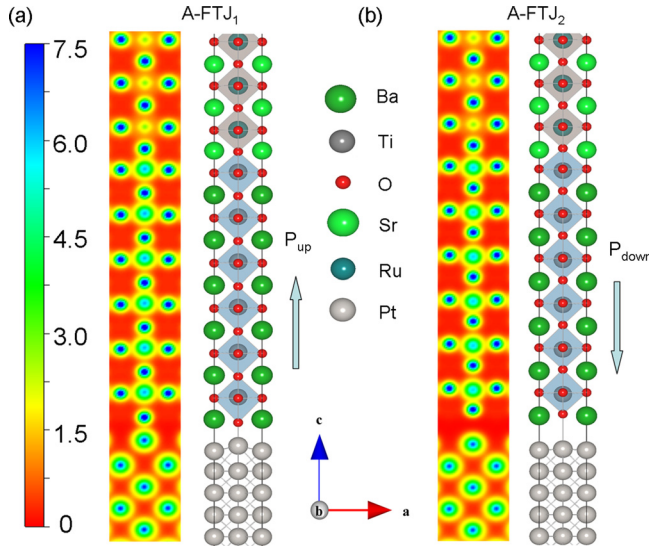 (a)
A-FTJ1
(b)
A-FTJ2
7.5
6.0
4.5
3.0
1.5
0
Ba
Ti
O
Sr
Ru
Pt
Pup
Pdown
c
b
a